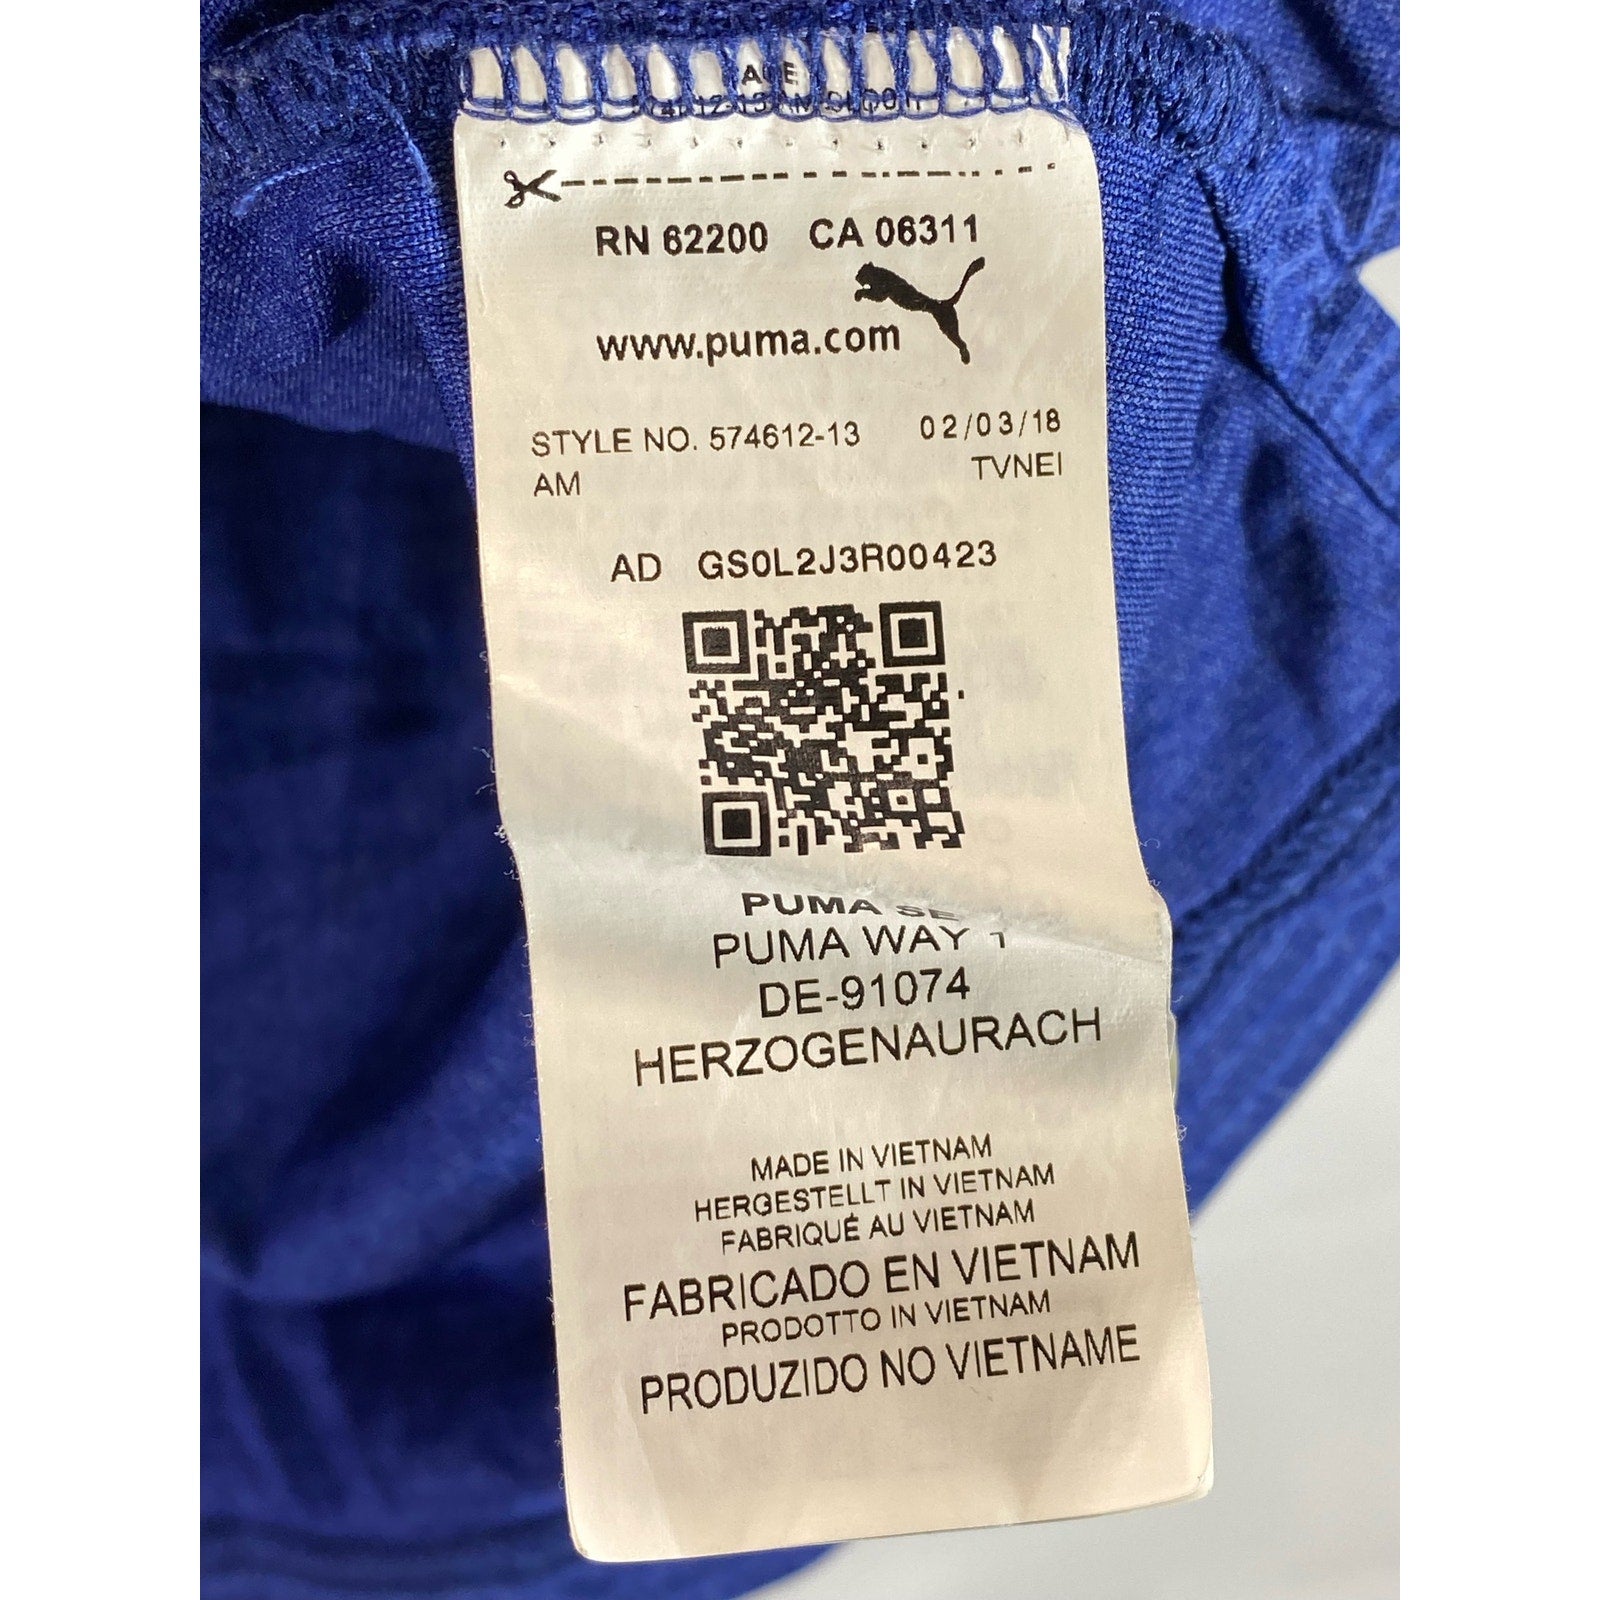 RN 62200 CA 06311
www.puma.com
STYLE NO. 574612-13 02/03/18
AM TVNEI
AD GS0L2J3R00423
PUMA SE
PUMA WAY 1
DE-91074
HERZOGENAURACH
MADE IN VIETNAM
HERGESTELLT IN VIETNAM
FABRIQUÉ AU VIETNAM
FABRICADO EN VIETNAM
PRODOTTO IN VIETNAM
PRODUZIDO NO VIETNAME